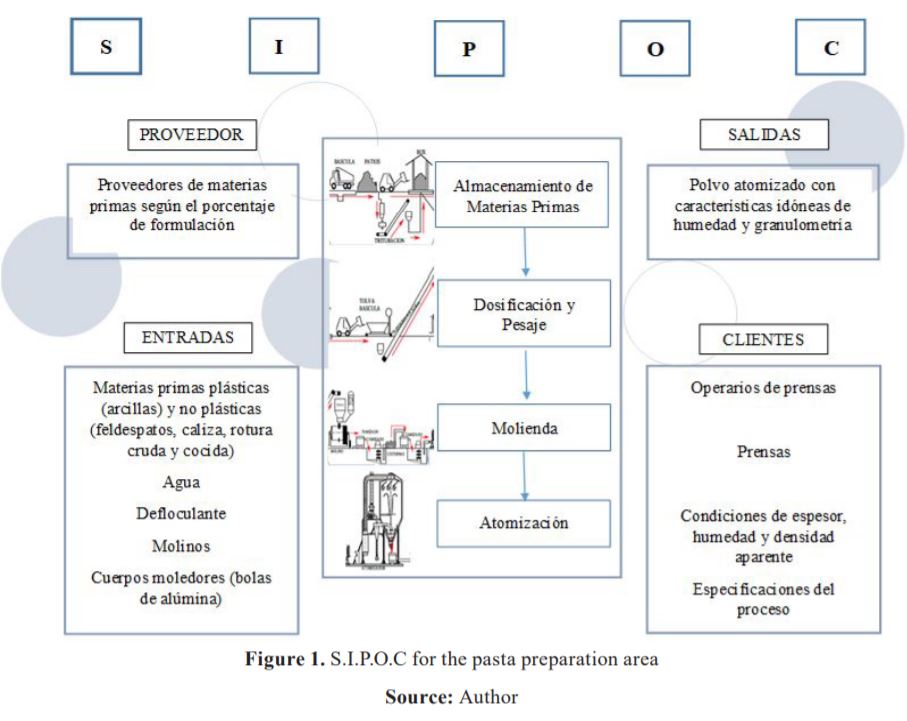 S
I
P
O
C
PROVEEDOR
Proveedores de materias
primas según el porcentaje
de formulación
ENTRADAS
Materias primas plásticas
(arcillas) y no plásticas
(feldespatos, caliza, rotura
cruda y cocida)
Agua
Defloculante
Molinos
Cuerpos moledores (bolas
de alúmina)
BASCULA
PATIOS
BOX
TRITURACION
Almacenamiento de
Materias Primas
TOLVA
BASCULA
Dosificación y
Pesaje
MOLINO
Molienda
Atomización
SALIDAS
Polvo atomizado con
características idóneas de
humedad y granulometría
CLIENTES
Operarios de prensas
Prensas
Condiciones de espesor,
humedad y densidad
aparente
Especificaciones del
proceso
Figure 1. S.I.P.O.C for the pasta preparation area
Source: Author